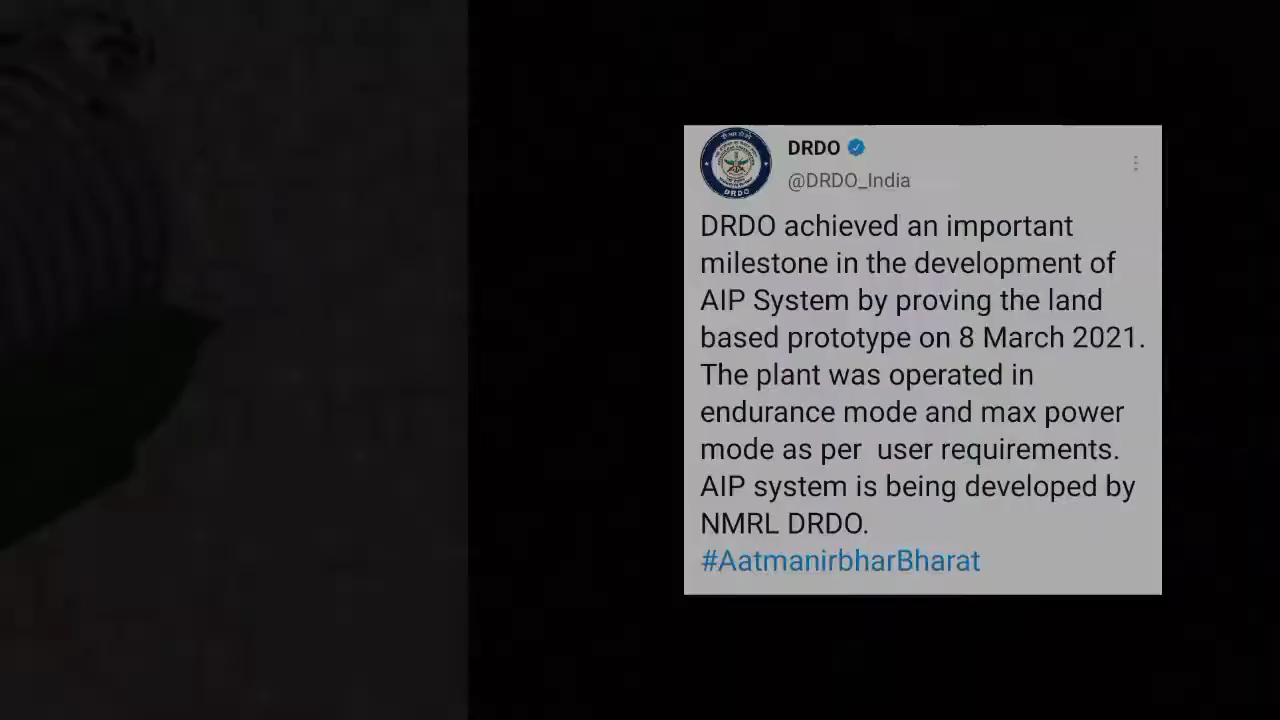 DRDO
@DRDO_India
DRDO achieved an important
milestone in the development of
AIP System by proving the land
based prototype on 8 March 2021.
The plant was operated in
endurance mode and max power
mode as per  user requirements.
AIP system is being developed by
NMRL DRDO.
#AatmanirbharBharat